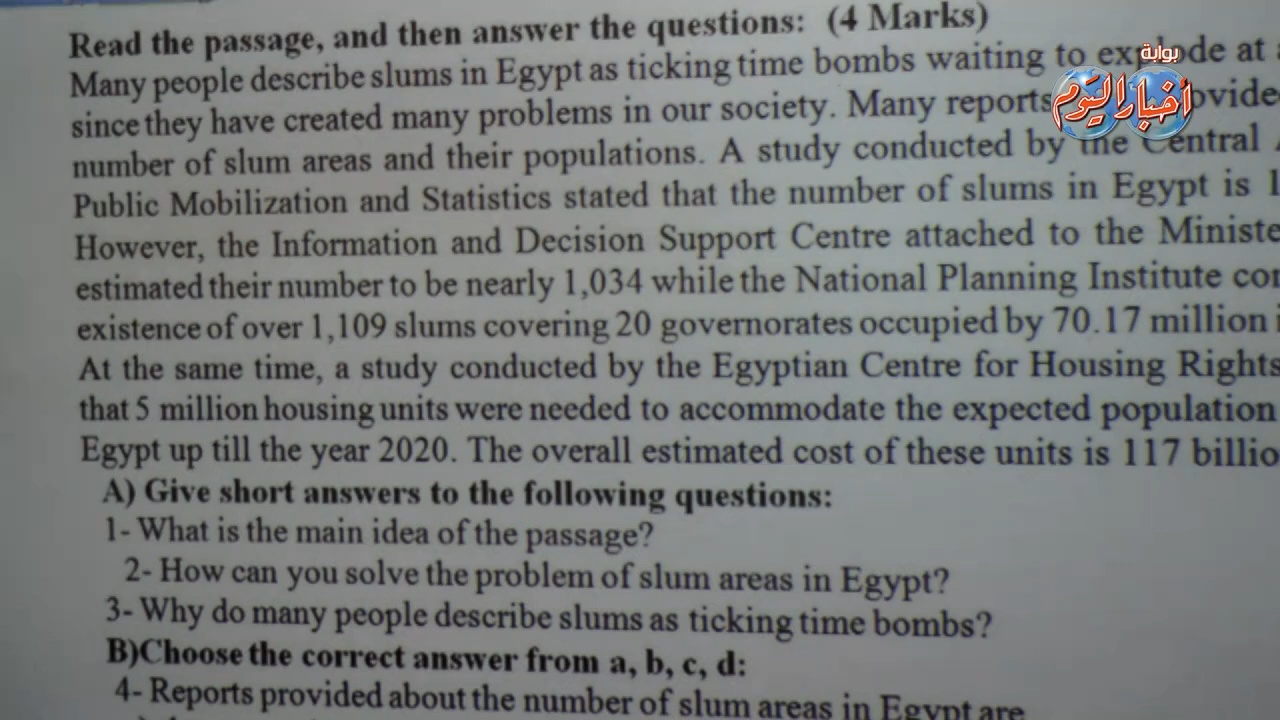 Read the passage, and then answer the questions: (4 Marks)
بوابة
أخبار اليوم
Many people describe slums in Egypt as ticking time bombs waiting to explode at
since they have created many problems in our society. Many reports
number of slum areas and their populations. A study conducted by the Central
Public Mobilization and Statistics stated that the number of slums in Egypt is
However, the Information and Decision Support Centre attached to the
estimated their number to be nearly 1,034 while the National Planning Institute
existence of over 1,109 slums covering 20 governorates occupied by 70.17 million
At the same time, a study conducted by the Egyptian Centre for Housing Rights
that 5 million housing units were needed to accommodate the expected population
Egypt up till the year 2020. The overall estimated cost of these units is 117
A) Give short answers to the following questions:
1- What is the main idea of the passage?
2- How can you solve the problem of slum areas in Egypt?
3- Why do many people describe slums as ticking time bombs?
B)Choose the correct answer from a, b, c, d:
4- Reports provided about the number of slum areas in Egypt are